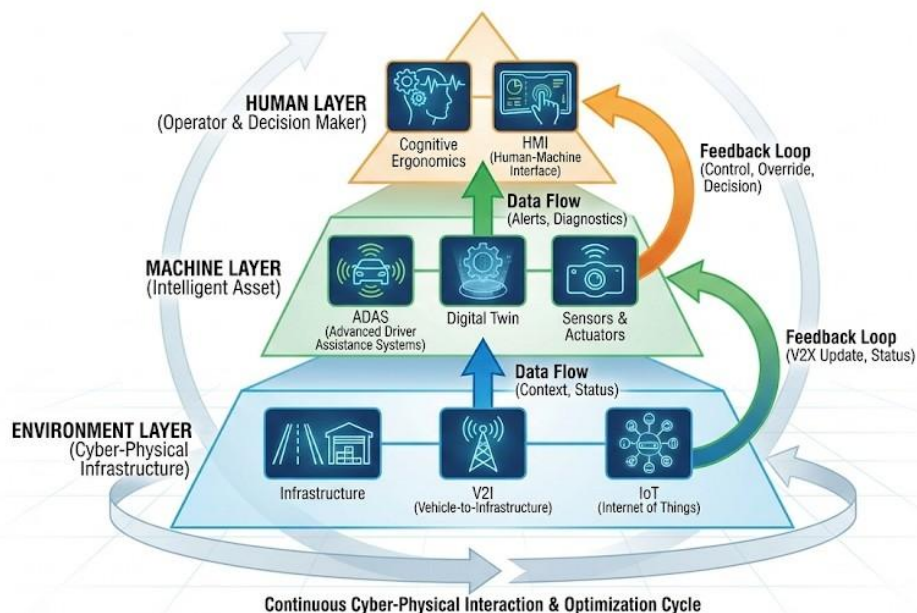 HUMAN LAYER
(Operator & Decision Maker)
Cognitive
Ergonomics
HMI
(Human-Machine
Interface)
Feedback Loop
(Control, Override,
Decision)
Data Flow
(Alerts, Diagnostics)
MACHINE LAYER
(Intelligent Asset)
ADAS
(Advanced Driver
Assistance Systems)
Digital Twin
Sensors &
Actuators
Feedback Loop
(V2X Update, Status)
Data Flow
(Context, Status)
ENVIRONMENT LAYER
(Cyber-Physical
Infrastructure)
Infrastructure
V2I
(Vehicle-to-Infrastructure)
IoT
(Internet of Things)
Continuous Cyber-Physical Interaction & Optimization Cycle